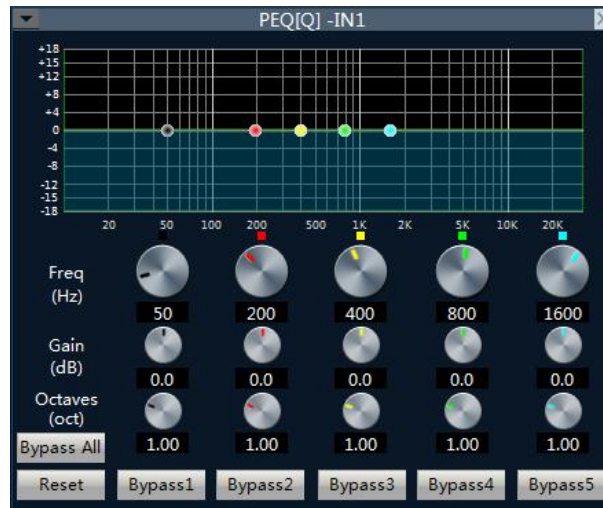 PEQ[Q] -IN1
+18
+15
+12
+8
+4
0
-4
-8
-12
-15
-18
20 50 100 200 500 1K 2K 5K 10K 20K
Freq
(Hz)
50 200 400 800 1600
Gain
(dB)
0.0 0.0 0.0 0.0 0.0
Octaves
(oct)
1.00 1.00 1.00 1.00 1.00
Bypass All
Reset Bypass1 Bypass2 Bypass3 Bypass4 Bypass5